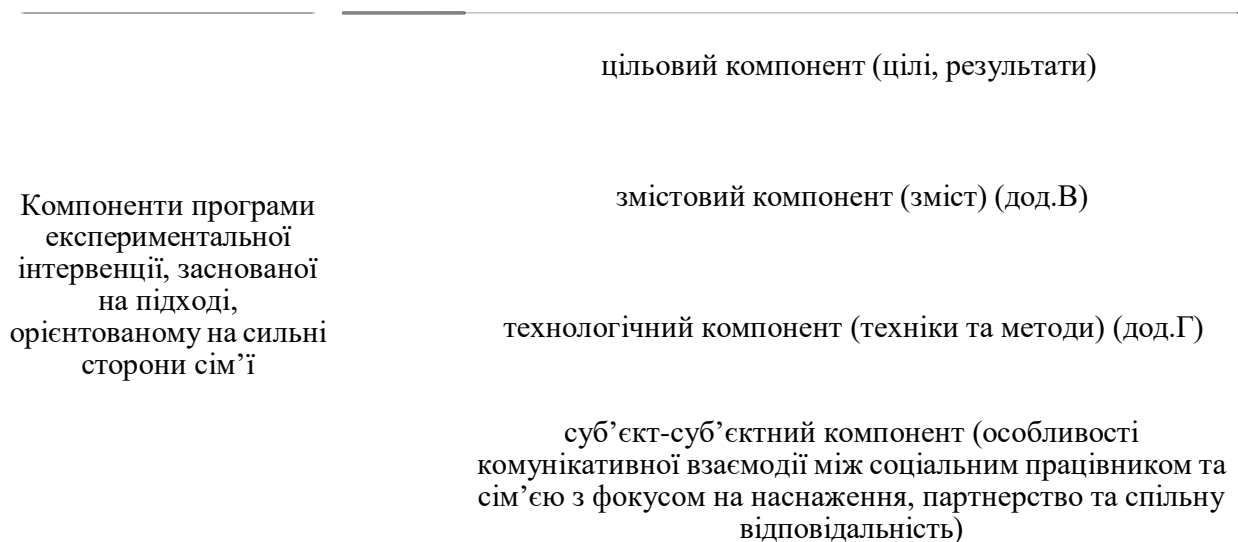 цільовий компонент (цілі, результати)
змістовий компонент (зміст) (дод.В)
Компоненти програми
експериментальної
інтервенції, заснованої
на підході,
орієнтованому на сильні
сторони сім’ї
технологічний компонент (техніки та методи) (дод.Г)
суб’єкт-суб’єктний компонент (особливості
комунікативної взаємодії між соціальним працівником та
сім’єю з фокусом на наснаження, партнерство та спільну
відповідальність)